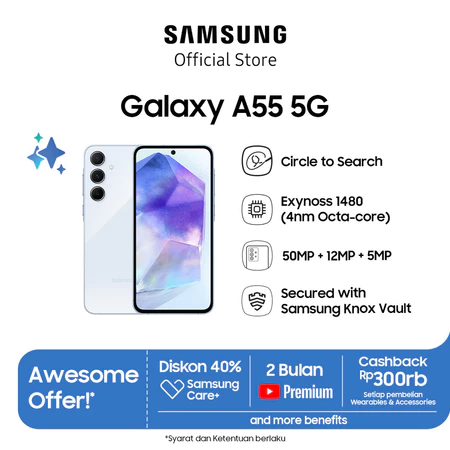 SAMSUNG
Official Store
Galaxy A55 5G
Circle to Search
Exynoss 1480
(4nm Octa-core)
50MP + 12MP + 5MP
Secured with
Samsung Knox Vault
Awesome
Offer!*
Diskon 40%
Samsung
Care+
2 Bulan
Premium
Cashback
Rp300rb
Setiap pembelian
Wearables & Accessories
and more benefits
*Syarat dan Ketentuan berlaku